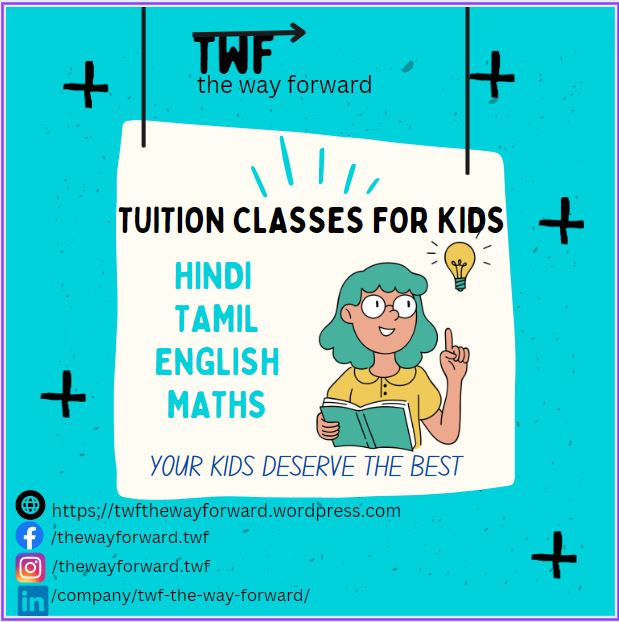 TWF
the way forward
TUITION CLASSES FOR KIDS
HINDI
TAMIL
ENGLISH
MATHS
YOUR KIDS DESERVE THE BEST
https;//twfthewayforward.wordpress.com
/thewayforward.twf
/thewayforward.twf
/company/twf-the-way-forward/